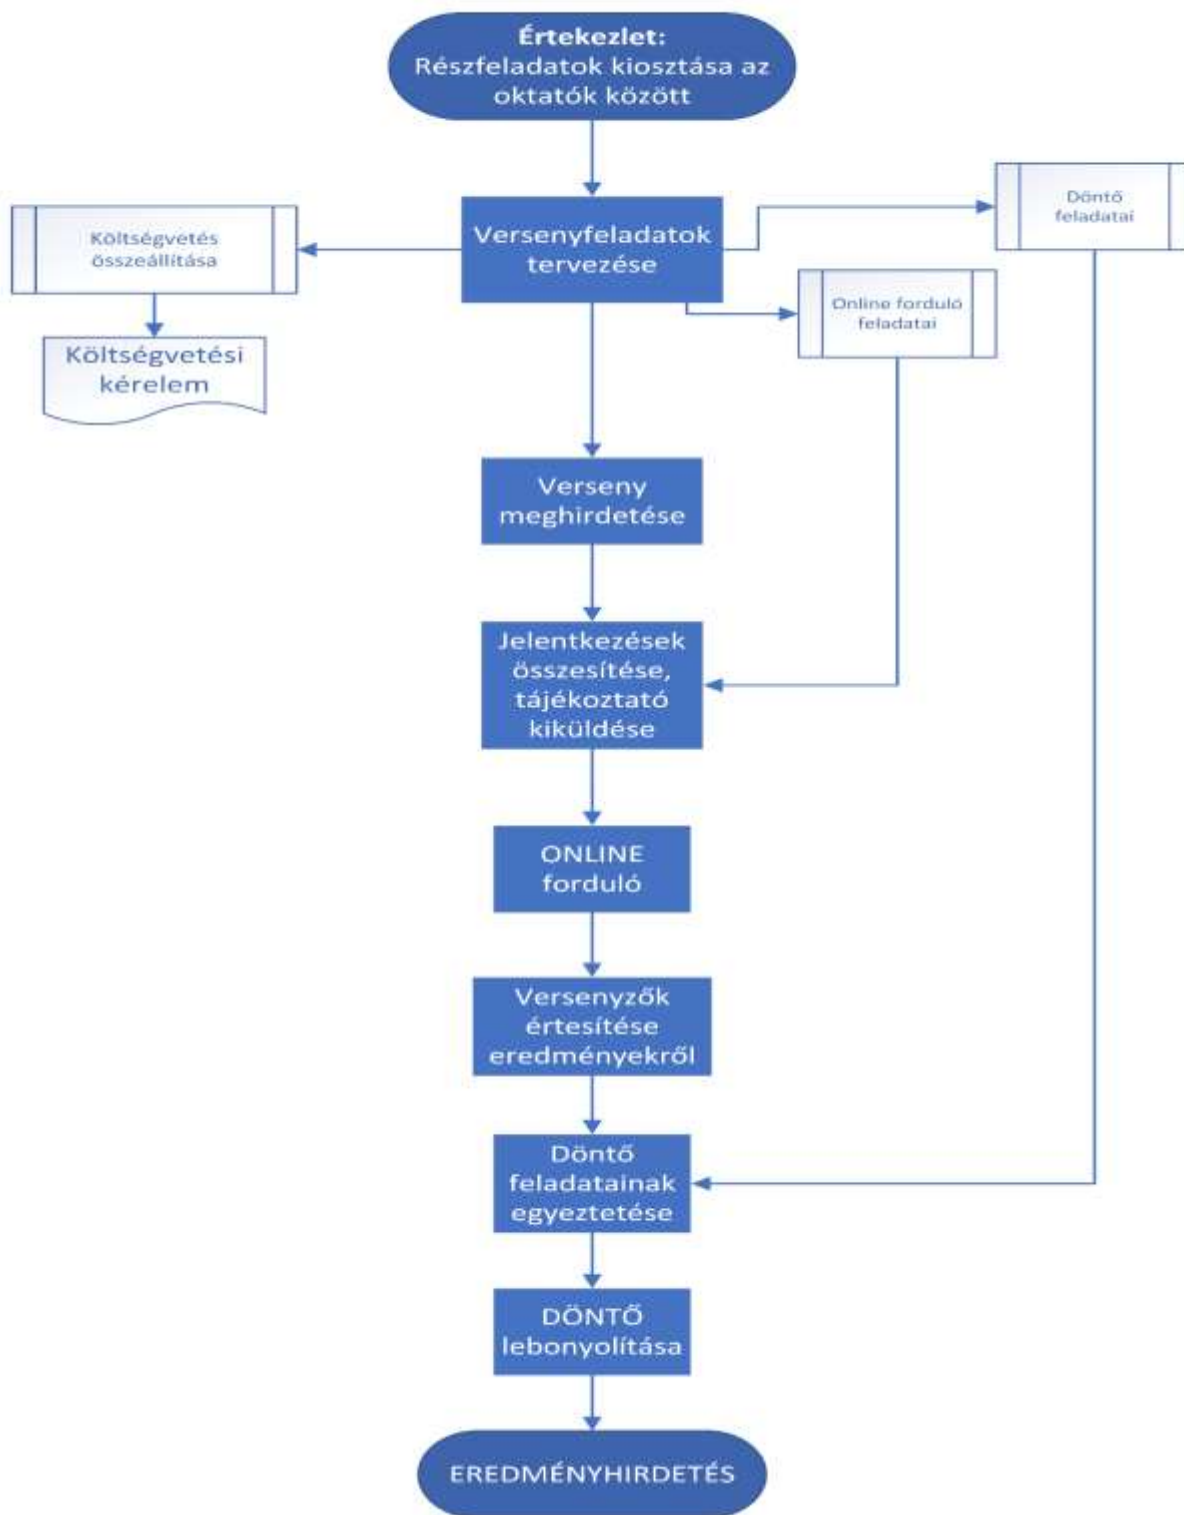 Értekezlet:
Részfeladatok kiosztása az
oktatók között
Versenyfeladatok
tervezése
Költségvetés
összeállítása
Költségvetési
kérelem
Döntő
feladatai
Online forduló
feladatai
Verseny
meghirdetése
Jelentkezések
összesítése,
tájékoztató
kiküldése
ONLINE
forduló
Versenyzők
értesítése
eredményekről
Döntő
feladatainak
egyeztetése
DÖNTŐ
lebonyolítása
EREDMÉNYHIRDETÉS